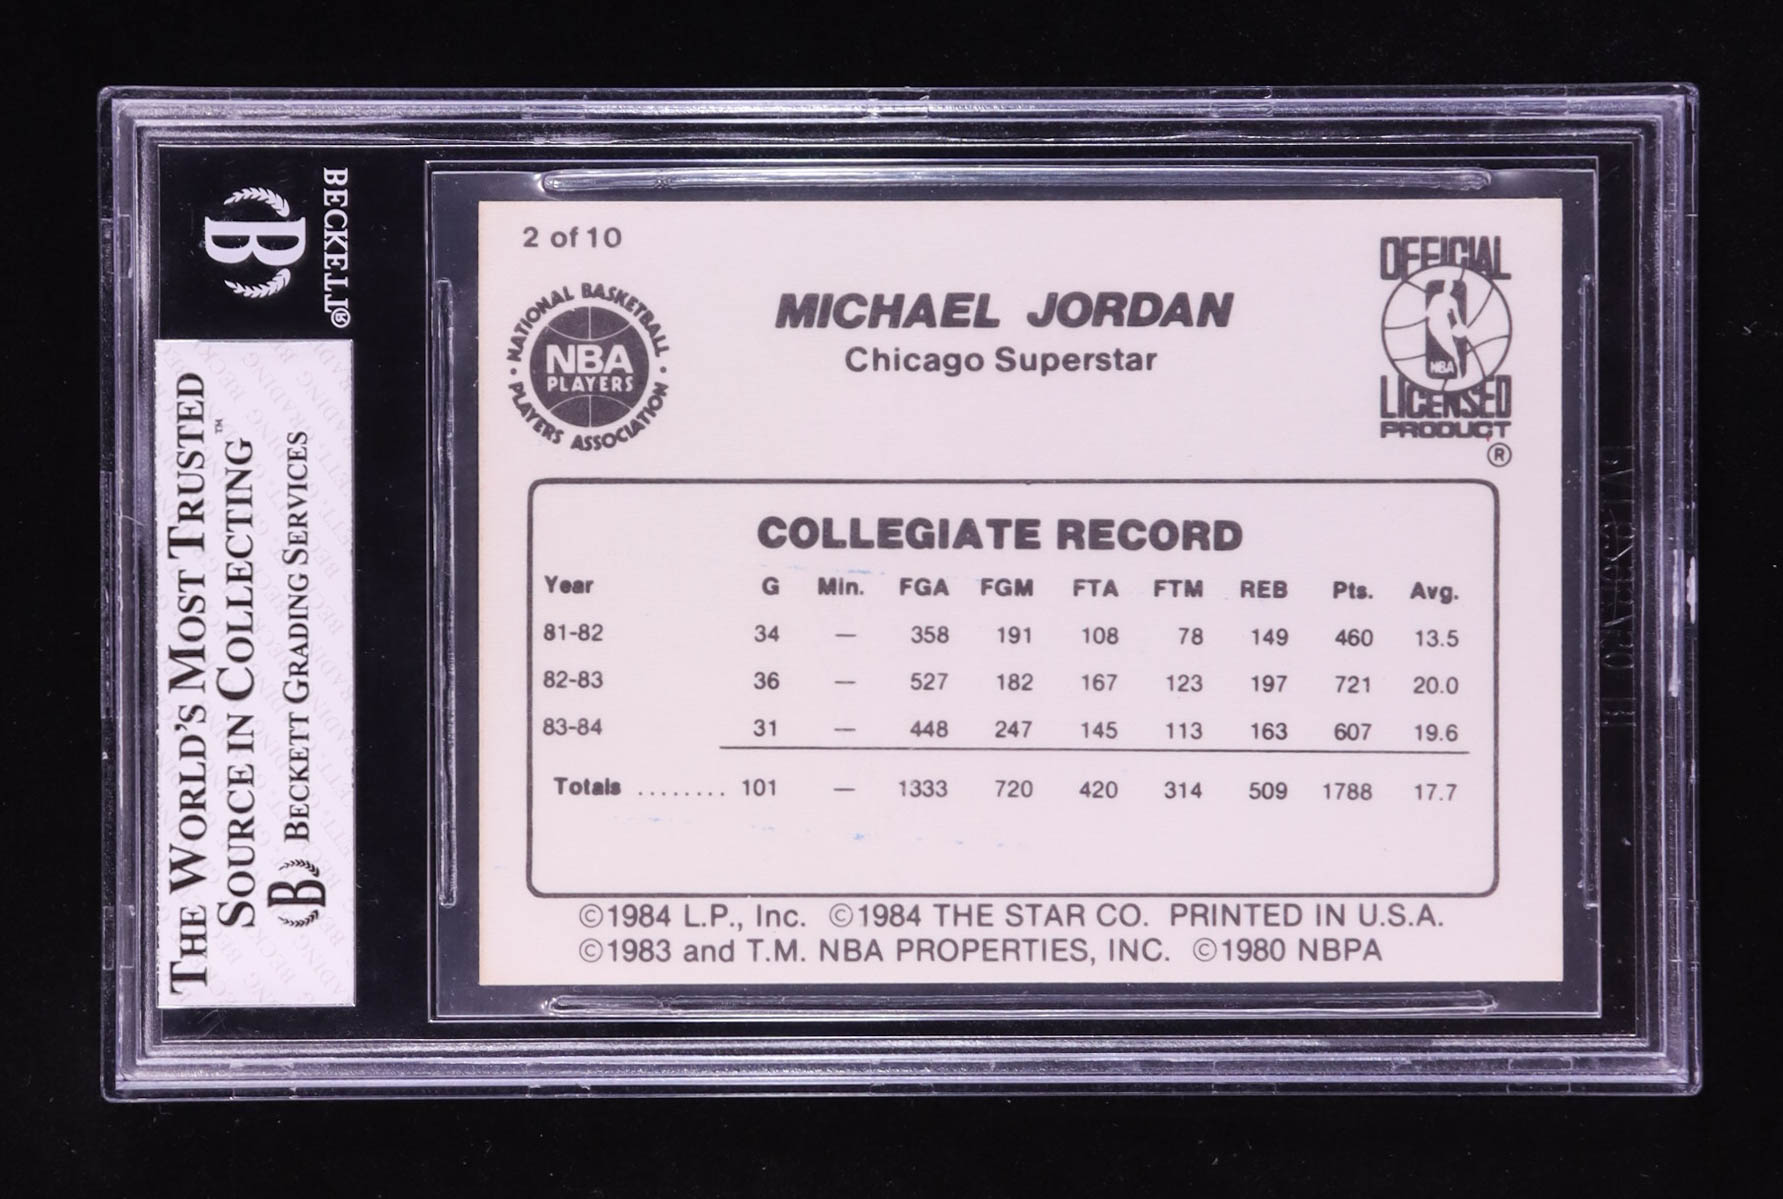 BECKETT®
B
THE WORLD'S MOST TRUSTED
SOURCE IN COLLECTING™
B BECKETT GRADING SERVICES
2 of 10
NATIONAL BASKETBALL
NBA
PLAYERS
PLAYERS ASSOCIATION
MICHAEL JORDAN
Chicago Superstar
OFFICIAL
NBA
LICENSED
PRODUCT
®
COLLEGIATE RECORD
Year G Min. FGA FGM FTA FTM REB Pts. Avg.
81-82 34 — 358 191 108 78 149 460 13.5
82-83 36 — 527 182 167 123 197 721 20.0
83-84 31 — 448 247 145 113 163 607 19.6
Totals ........ 101 — 1333 720 420 314 509 1788 17.7
©1984 L.P., Inc. ©1984 THE STAR CO. PRINTED IN U.S.A.
©1983 and T.M. NBA PROPERTIES, INC. ©1980 NBPA